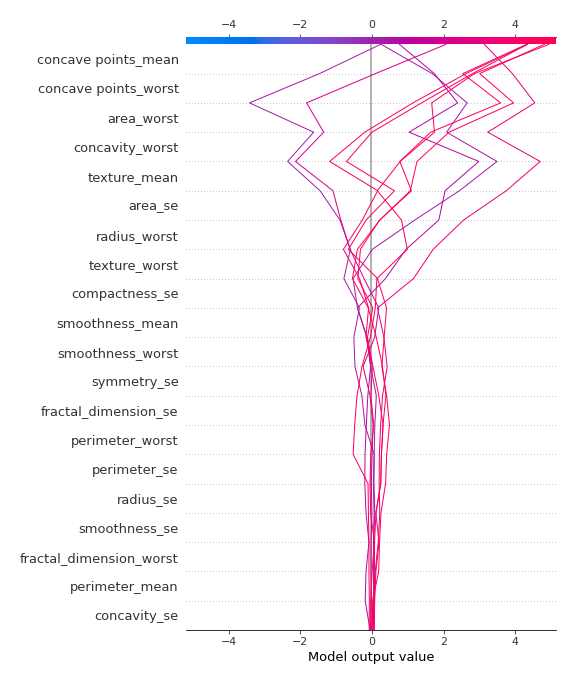 −4 −2 0 2 4
concave points_mean
concave points_worst
area_worst
concavity_worst
texture_mean
area_se
radius_worst
texture_worst
compactness_se
smoothness_mean
smoothness_worst
symmetry_se
fractal_dimension_se
perimeter_worst
perimeter_se
radius_se
smoothness_se
fractal_dimension_worst
perimeter_mean
concavity_se
−4 −2 0 2 4
Model output value